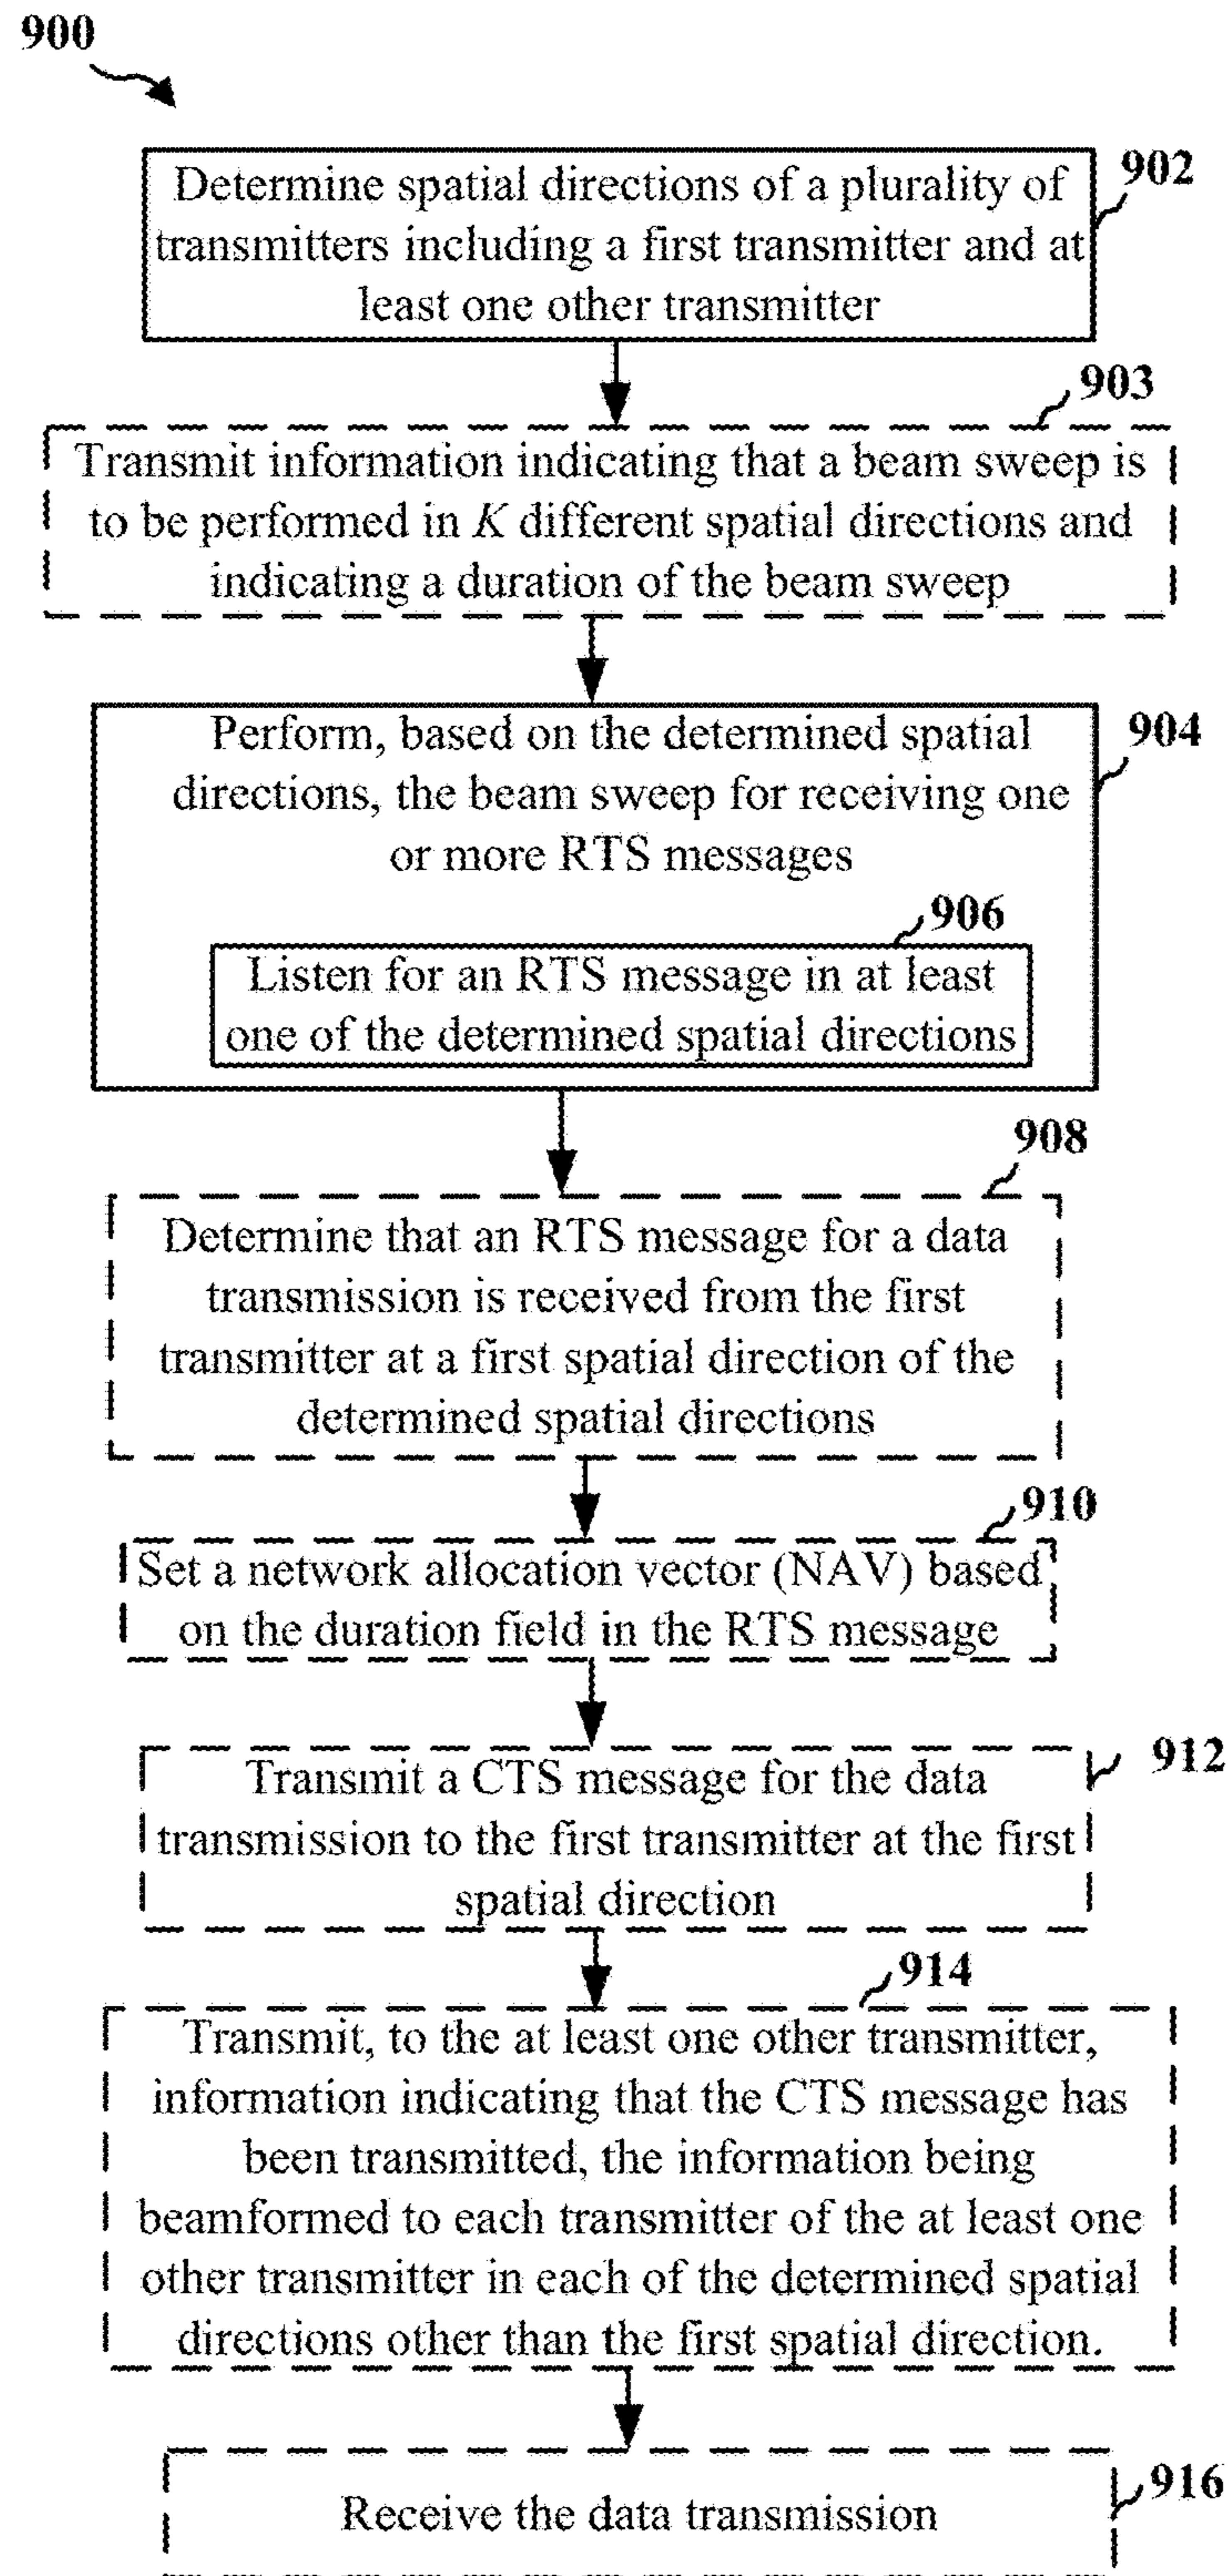 900
902
Determine spatial directions of a plurality of
transmitters including a first transmitter and at
least one other transmitter
903
Transmit information indicating that a beam sweep is
to be performed in K different spatial directions and
indicating a duration of the beam sweep
904
Perform, based on the determined spatial
directions, the beam sweep for receiving one
or more RTS messages
906
Listen for an RTS message in at least
one of the determined spatial directions
908
Determine that an RTS message for a data
transmission is received from the first
transmitter at a first spatial direction of the
determined spatial directions
910
Set a network allocation vector (NAV) based
on the duration field in the RTS message
912
Transmit a CTS message for the data
transmission to the first transmitter at the first
spatial direction
914
Transmit, to the at least one other transmitter,
information indicating that the CTS message has
been transmitted, the information being
beamformed to each transmitter of the at least one
other transmitter in each of the determined spatial
directions other than the first spatial direction.
916
Receive the data transmission